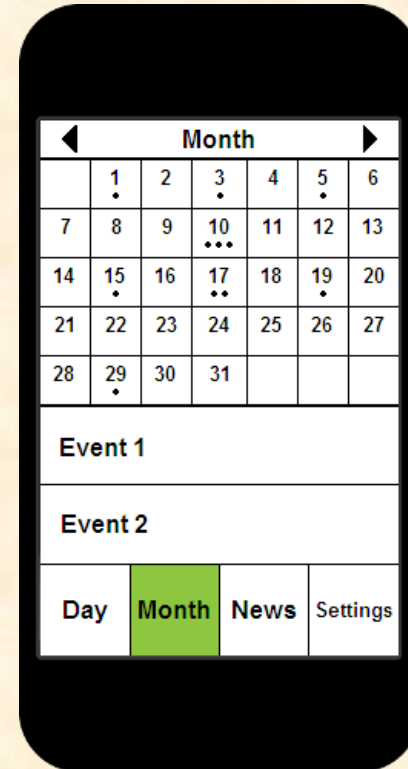 Month
1 2 3 4 5 6
7 8 9 10 11 12 13
14 15 16 17 18 19 20
21 22 23 24 25 26 27
28 29 30 31
Event 1
Event 2
Day Month News Settings